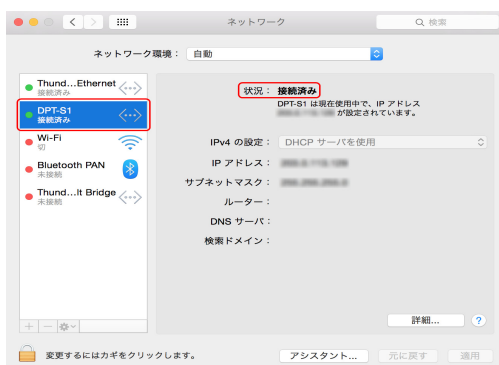 ネットワーク
検索
ネットワーク環境： 自動
Thund...Ethernet
接続済み
DPT-S1
接続済み
Wi-Fi
切
Bluetooth PAN
未接続
Thund...lt Bridge
未接続
状況： 接続済み
DPT-S1 は現在使用中で、IP アドレス
が設定されています。
IPv4 の設定： DHCP サーバを使用
IP アドレス：
サブネットマスク：
ルーター：
DNS サーバ：
検索ドメイン：
詳細... ?
変更するにはカギをクリックします。
アシスタント... 元に戻す 適用